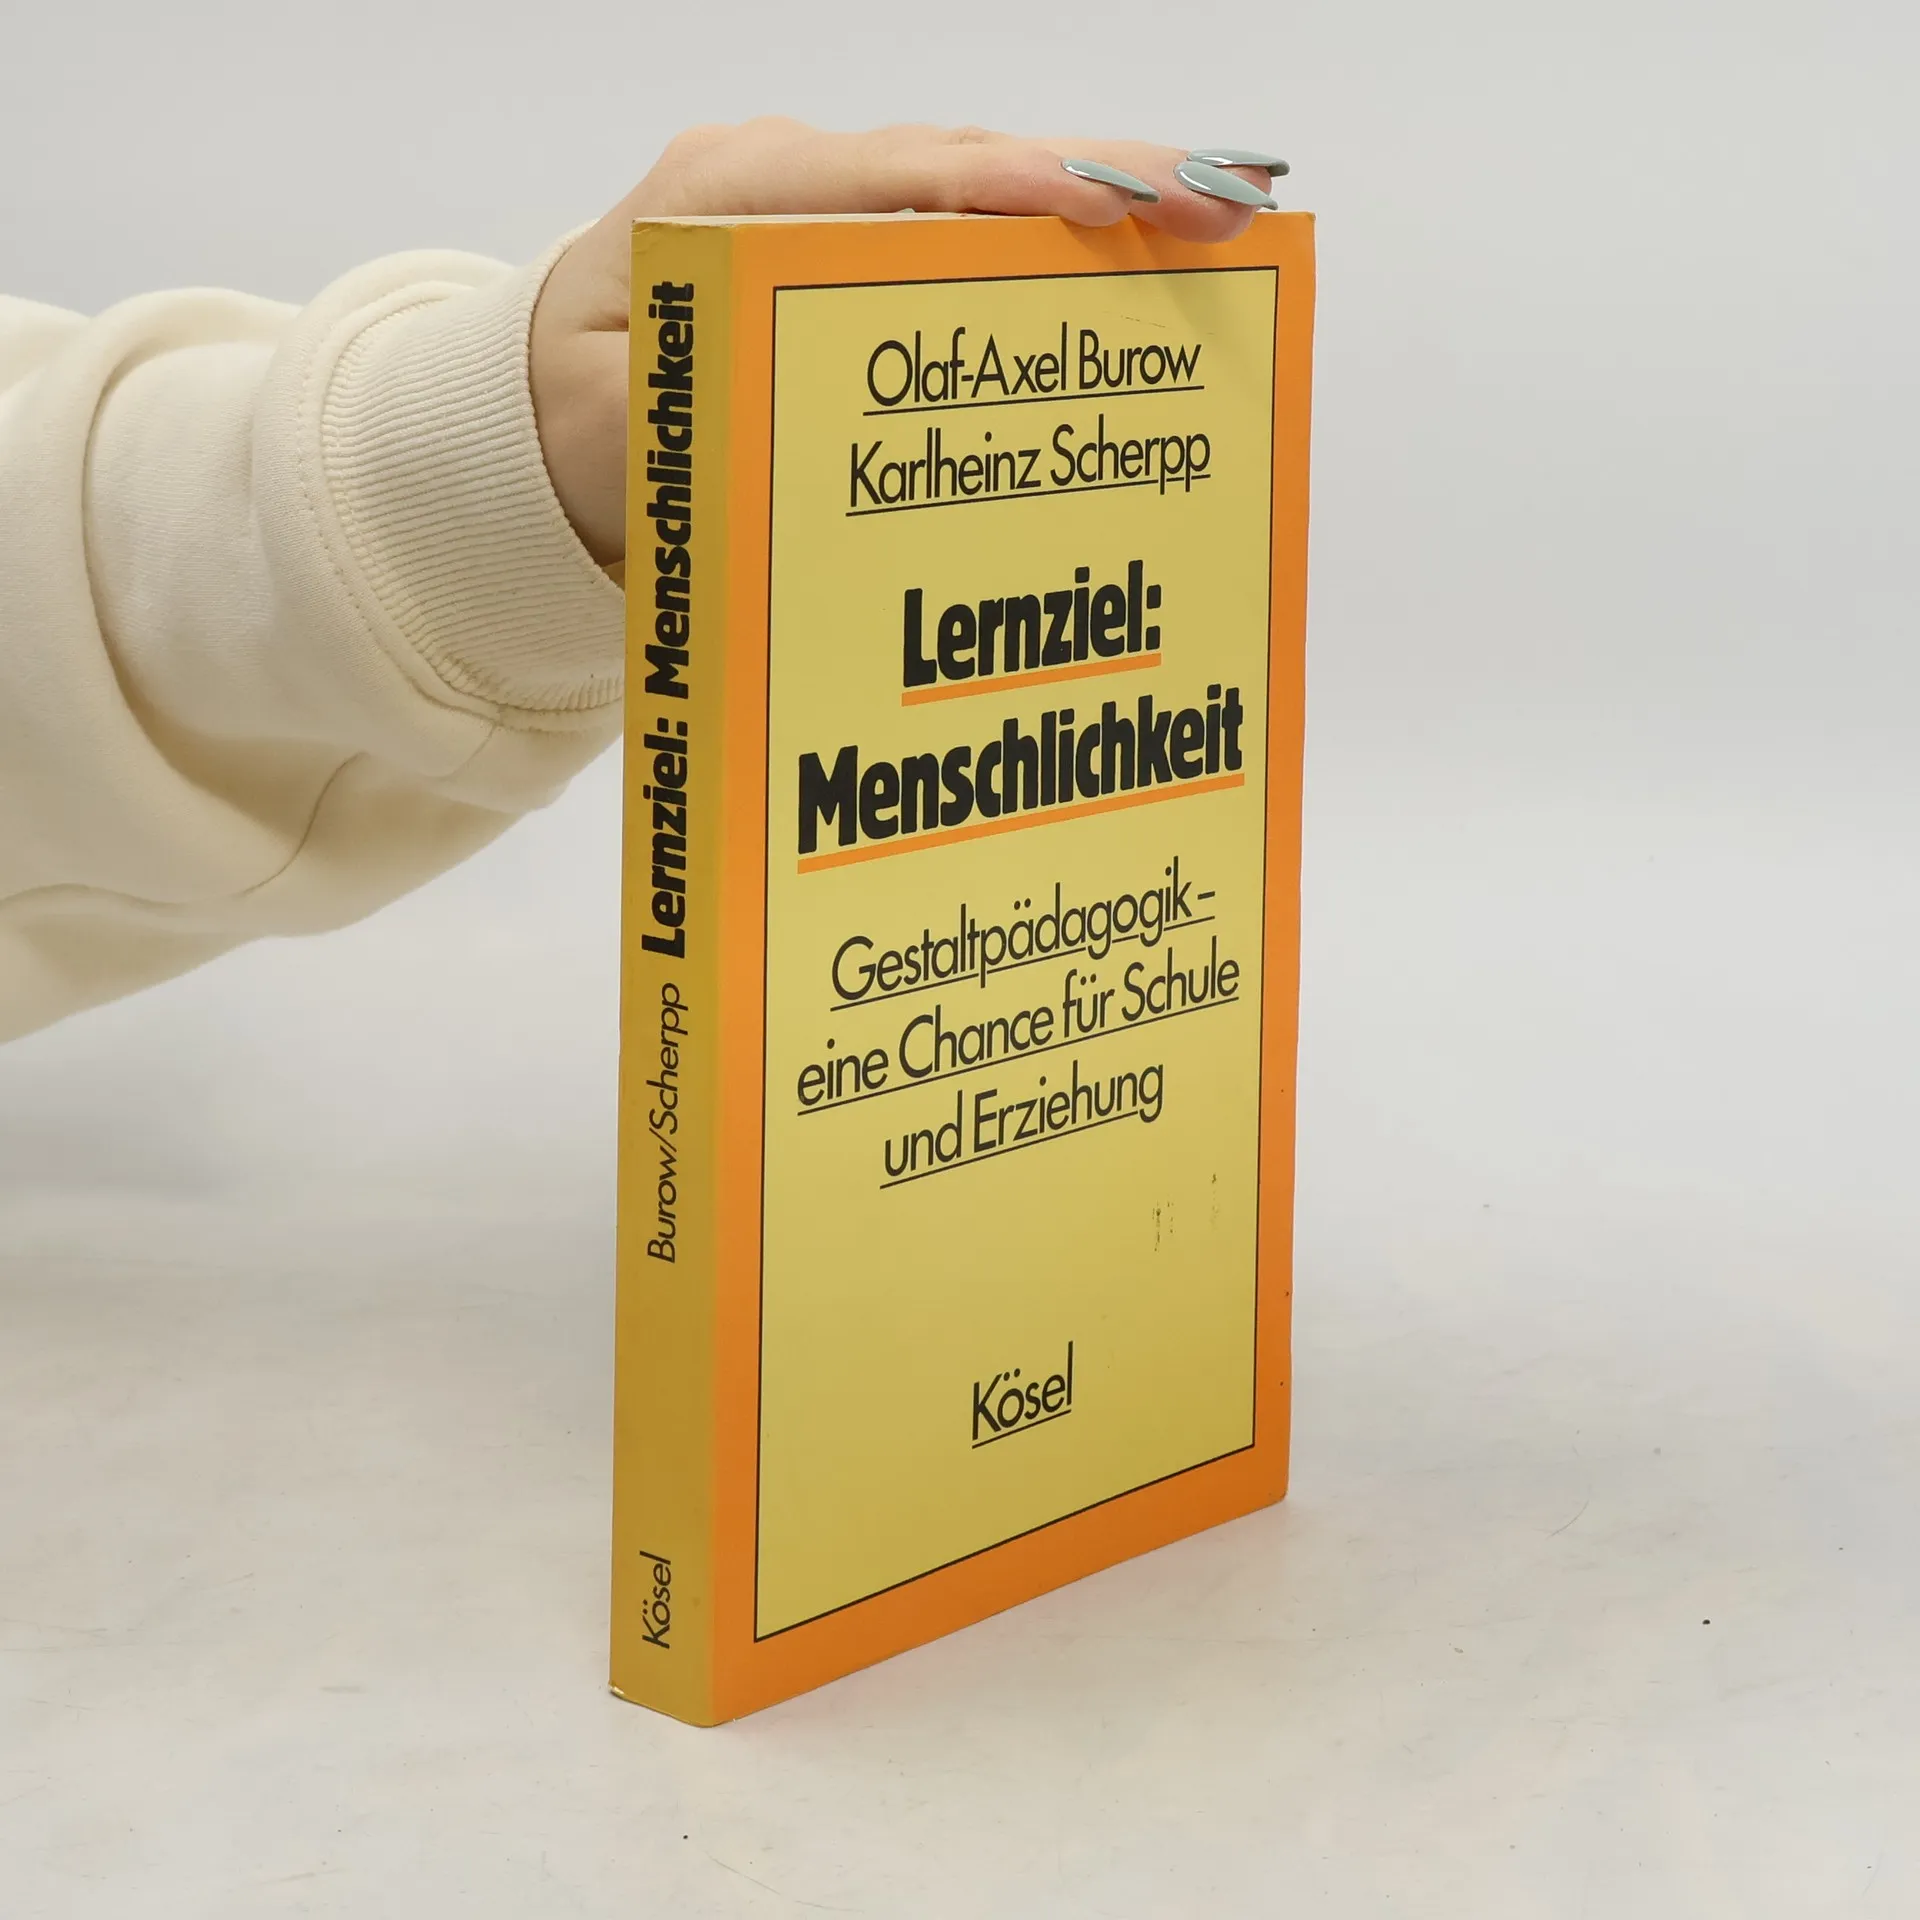 Olaf-Axel Burow
Karlheinz Scherpp
Lernziel:
Menschlichkeit
Gestaltpädagogik –
eine Chance für Schule
und Erziehung
Kösel
Burow/Scherpp Lernziel: Menschlichkeit
Kösel